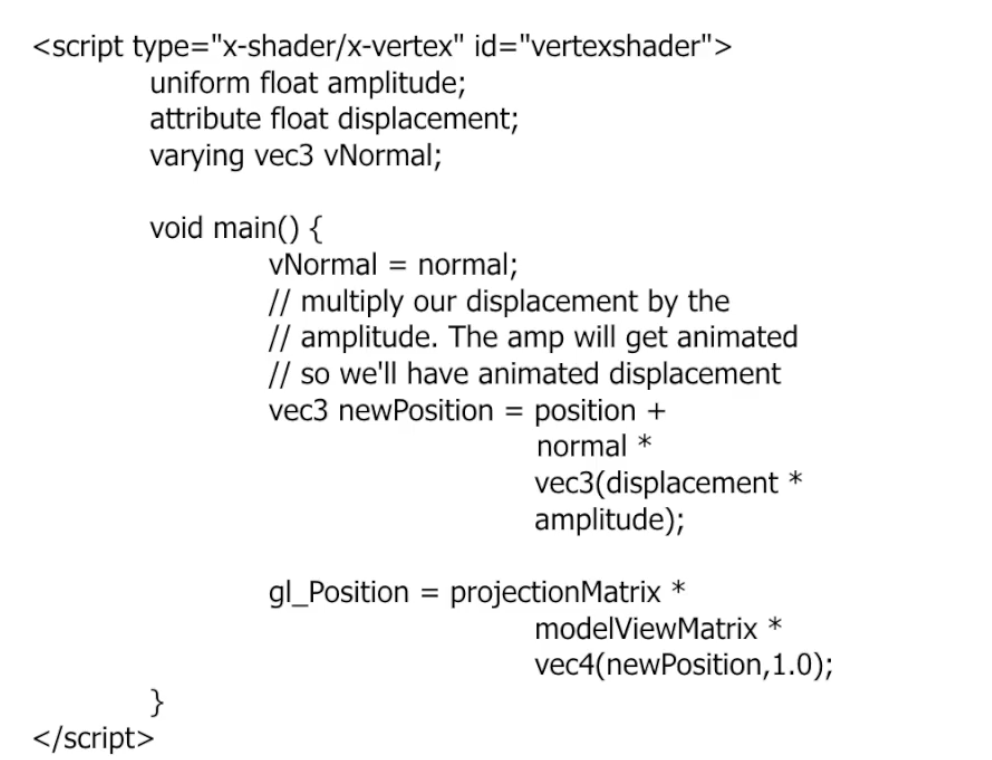 <script type="x-shader/x-vertex" id="vertexshader">
uniform float amplitude;
attribute float displacement;
varying vec3 vNormal;
void main() {
vNormal = normal;
// multiply our displacement by the
// amplitude. The amp will get animated
// so we'll have animated displacement
vec3 newPosition = position +
normal *
vec3(displacement *
amplitude);
gl_Position = projectionMatrix *
modelViewMatrix *
vec4(newPosition,1.0);
}
</script>